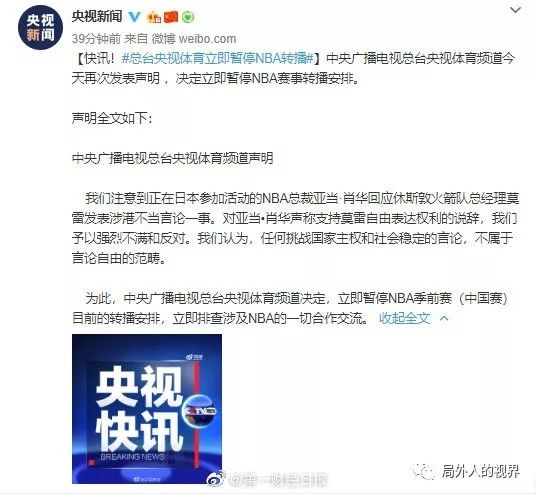 央视新闻
39分钟前 来自 微博 weibo.com
【快讯！#总台央视体育立即暂停NBA转播#】中央广播电视总台央视体育频道今
天再次发表声明 ，决定立即暂停NBA赛事转播安排。
声明全文如下：
中央广播电视总台央视体育频道声明
我们注意到正在日本参加活动的NBA总裁亚当·肖华回应休斯敦火箭队总经理莫
雷发表涉港不当言论一事。对亚当•肖华声称支持莫雷自由表达权利的说辞，我们
予以强烈不满和反对。我们认为，任何挑战国家主权和社会稳定的言论，不属于
言论自由的范畴。
为此，中央广播电视总台央视体育频道决定，立即暂停NBA季前赛（中国赛）
目前的转播安排，立即排查涉及NBA的一切合作交流。 收起全文
央视
新闻
央视
快讯
BREAKING NEWS
@第一财经日报
局外人的视界